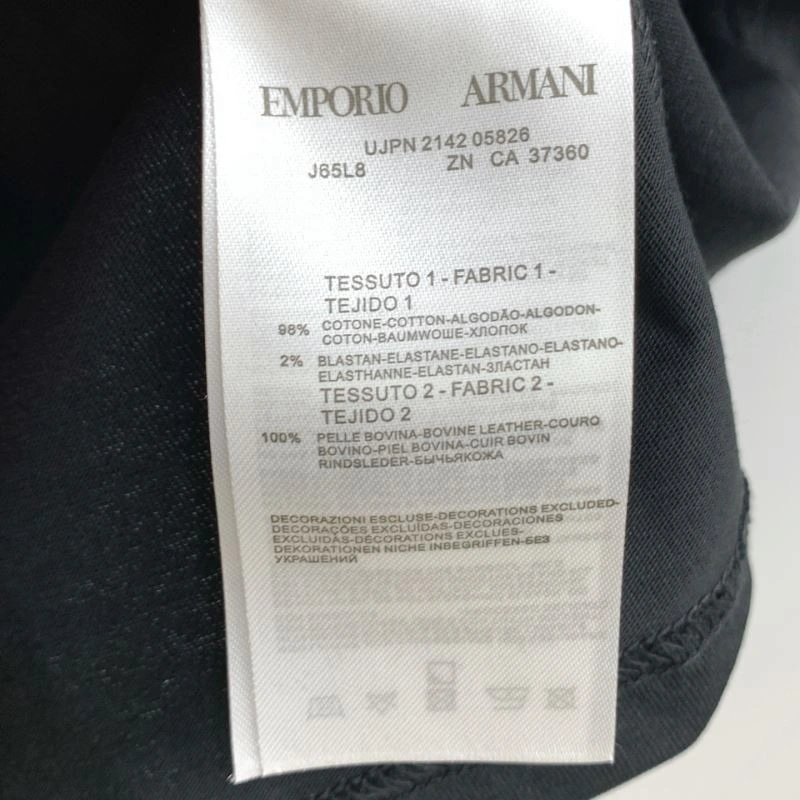 EMPORIO ARMANI
UJPN 2142 05826
J65L8 ZN CA 37360
TESSUTO 1 - FABRIC 1 -
TEJIDO 1
98% COTONE-COTTON-ALGODÃO-ALGODON-
COTON-BAUMWOШE-ХЛОПОК
2% BLASTAN-ELASTANE-ELASTANO-ELASTANO-
ELASTHANNE-ELASTAN-ЗЛАСТАН
TESSUTO 2 - FABRIC 2 -
TEJIDO 2
100% PELLE BOVINA-BOVINE LEATHER-COURO
BOVINO-PIEL BOVINA-CUIR BOVIN
RINDSLEDER-БЫЧЬЯКОЖА
DECORAZIONI ESCLUSE-DECORATIONS EXCLUDED-
DECORAÇÕES EXCLUÍDAS-DECORACIONES
EXCLUIDAS-DÉCORATIONS EXCLUES-
DEKORATIONEN NICHE INBEGRIFFEN-БЕЗ
УКРАШЕНИЙ